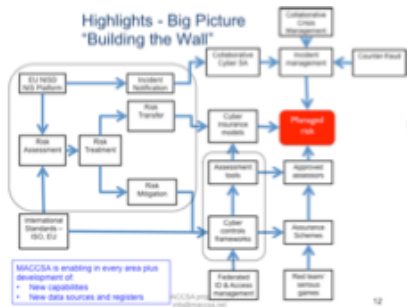 Highlights - Big Picture
"Building the Wall"
Collaborative
Crisis
Management
EU NISD
NIS Platform
Incident
Notification
Collaborative
Cyber SA
Incident
management
Counter-fraud
Risk
Transfer
Cyber
insurance
models
Managed
risk
Risk
Assessment
Risk
Treatment
Assessment
tools
Approved
assessors
Risk
Mitigation
International
Standards -
ISO, EU
Cyber
controls
frameworks
Assurance
Schemes
MACCSA is enabling in every area plus
development of:
• New capabilities
• New data sources and registers
Federated
ID & Access
management
Red team/
serious
games
12